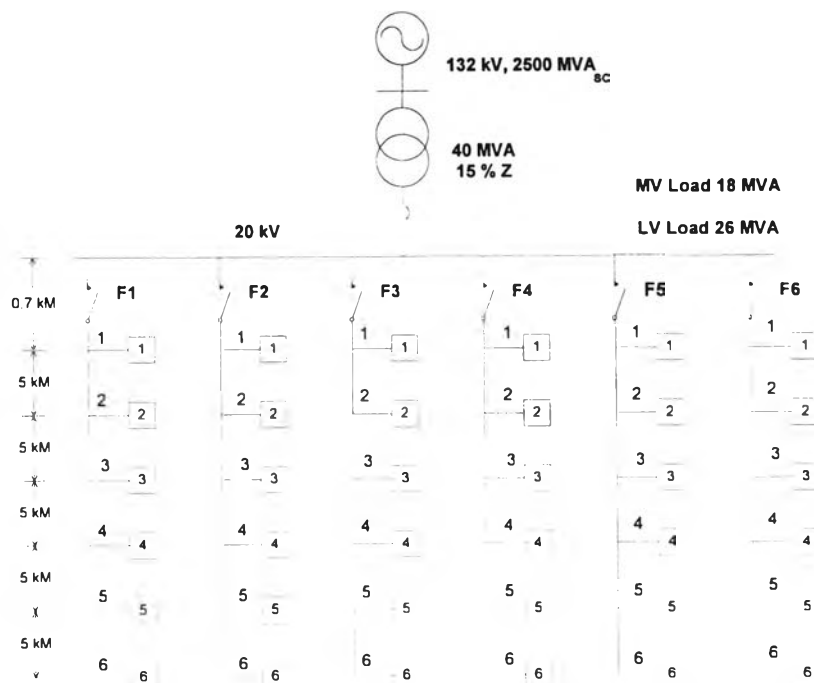 132 kV, 2500 MVA SC
40 MVA
15 % Z
MV Load 18 MVA
20 kV
LV Load 26 MVA
F1 F2 F3 F4 F5 F6
0.7 kM
1 1 1 1 1 1 1 1 1 1 1 1
5 kM
2 2 2 2 2 2 2 2 2 2 2 2
5 kM
3 3 3 3 3 3 3 3 3 3 3 3
5 kM
4 4 4 4 4 4 4 4 4 4 4 4
5 kM
5 5 5 5 5 5 5 5 5 5 5 5
5 kM
6 6 6 6 6 6 6 6 6 6 6 6